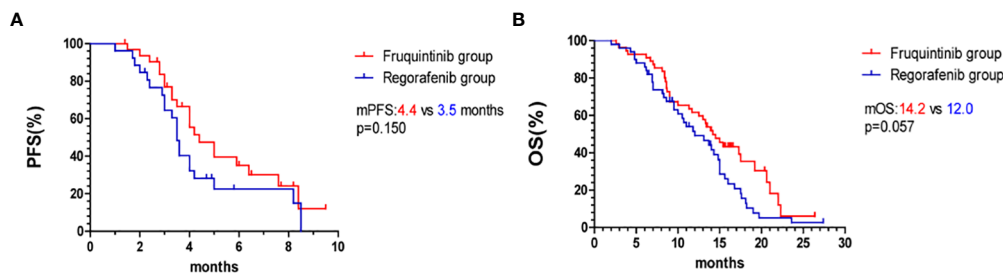 A
PFS(%)
100
80
60
40
20
0
0 2 4 6 8 10
months
Fruquintinib group
Regorafenib group
mPFS:4.4 vs 3.5 months
p=0.150
B
OS(%)
100
80
60
40
20
0
0 5 10 15 20 25 30
months
Fruquintinib group
Regorafenib group
mOS:14.2 vs 12.0
p=0.057